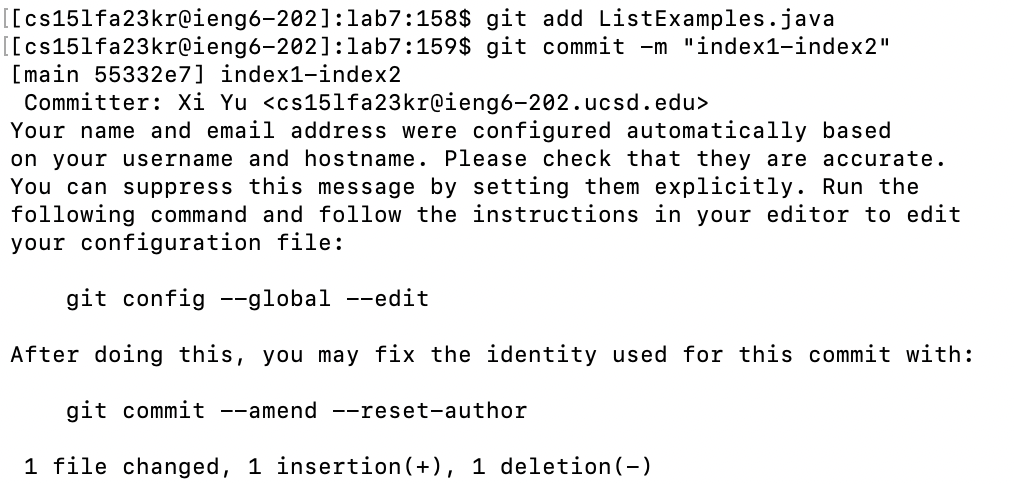 [[cs15lfa23kr@ieng6-202]:lab7:158$ git add ListExamples.java
[[cs15lfa23kr@ieng6-202]:lab7:159$ git commit -m "index1-index2"
[main 55332e7] index1-index2
 Committer: Xi Yu <cs15lfa23kr@ieng6-202.ucsd.edu>
Your name and email address were configured automatically based
on your username and hostname. Please check that they are accurate.
You can suppress this message by setting them explicitly. Run the
following command and follow the instructions in your editor to edit
your configuration file:

    git config --global --edit

After doing this, you may fix the identity used for this commit with:

    git commit --amend --reset-author

 1 file changed, 1 insertion(+), 1 deletion(-)